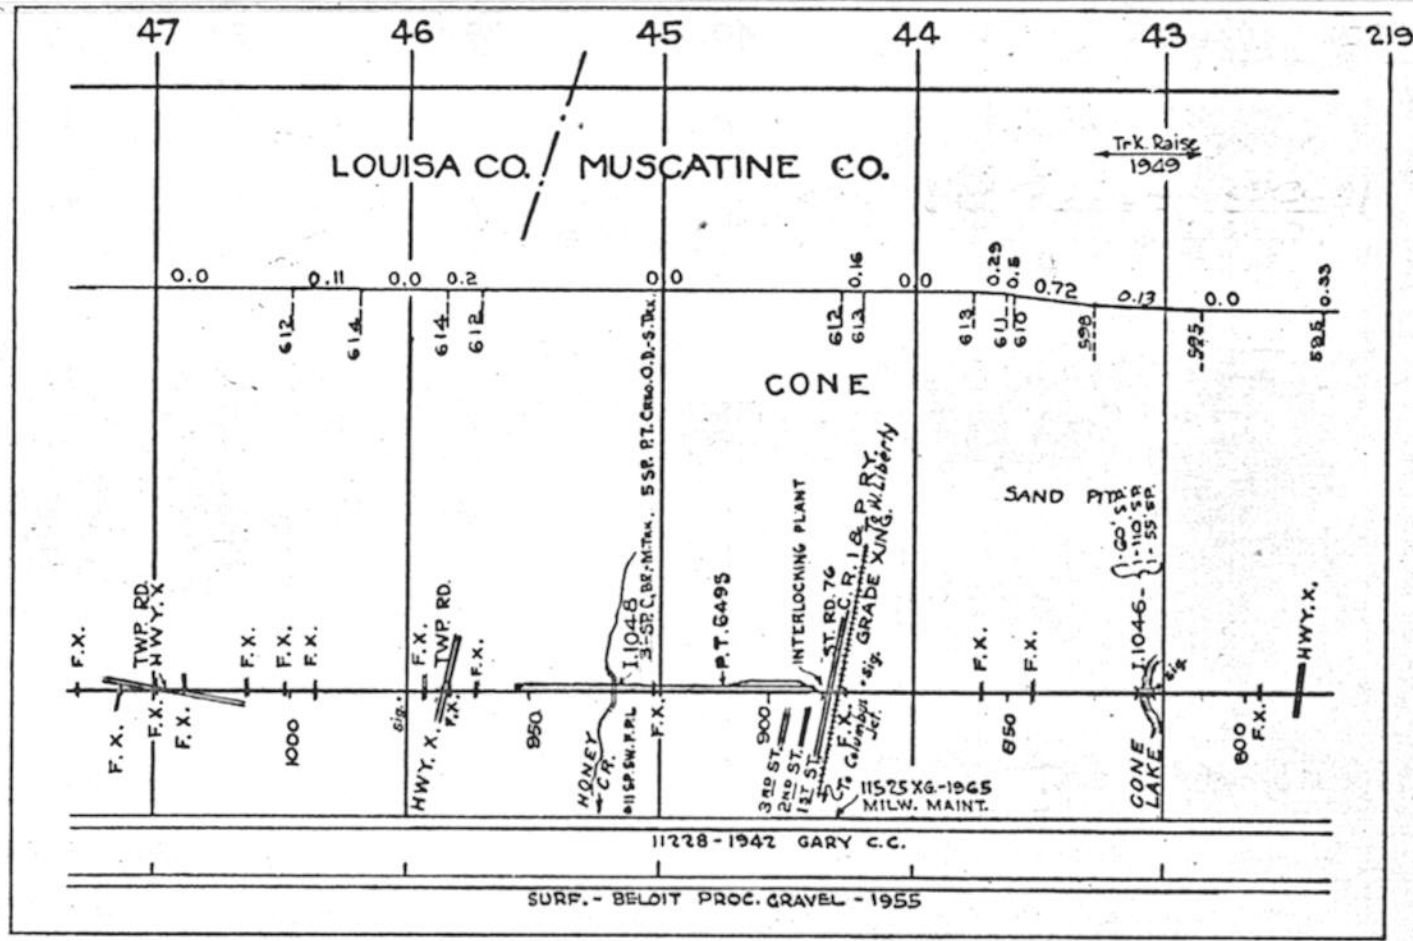 47 46 45 44 43 219
Trk. Raise
1949
LOUISA CO. MUSCATINE CO.
0.0 0.11 0.0 0.2 0.0 0.16 0.0 0.29 0.5 0.72 0.13 0.0 0.33
612 614 614 612 612 613 613 611 610 598 595 595
CONE
SAND PIT
1-60' SP.
1-110' SP.
1-55' SP.
I.1046
F.X.
TWP. RD.
HWY. X
F.X.
F.X.
F.X.
F.X.
TWP. RD.
F.X.
I.1048
3-SP. C. BR.-M.TRK. 5 SP. P.T. CREO. O.D.-S.TRK.
P.T. 6495
INTERLOCKING PLANT
ST. RD. 76
C. R. I. & P. RY.
GRADE XING.
To W. Liberty
Sig.
F.X.
F.X.
Sig.
HWY. X.
F.X.
F.X.
F.X.
1000
Sig.
HWY. X.
F.X.
950
HONEY
CR.
11 SP. SW. F.P.L
F.X.
900
3RD ST.
2ND ST.
1ST ST.
F.X.
To Columbus
Jct.
850
CONE
LAKE
800
F.X.
11525 XG.-1965
MILW. MAINT.
11228-1942 GARY C.C.
SURF. - BELOIT PROC. GRAVEL - 1955